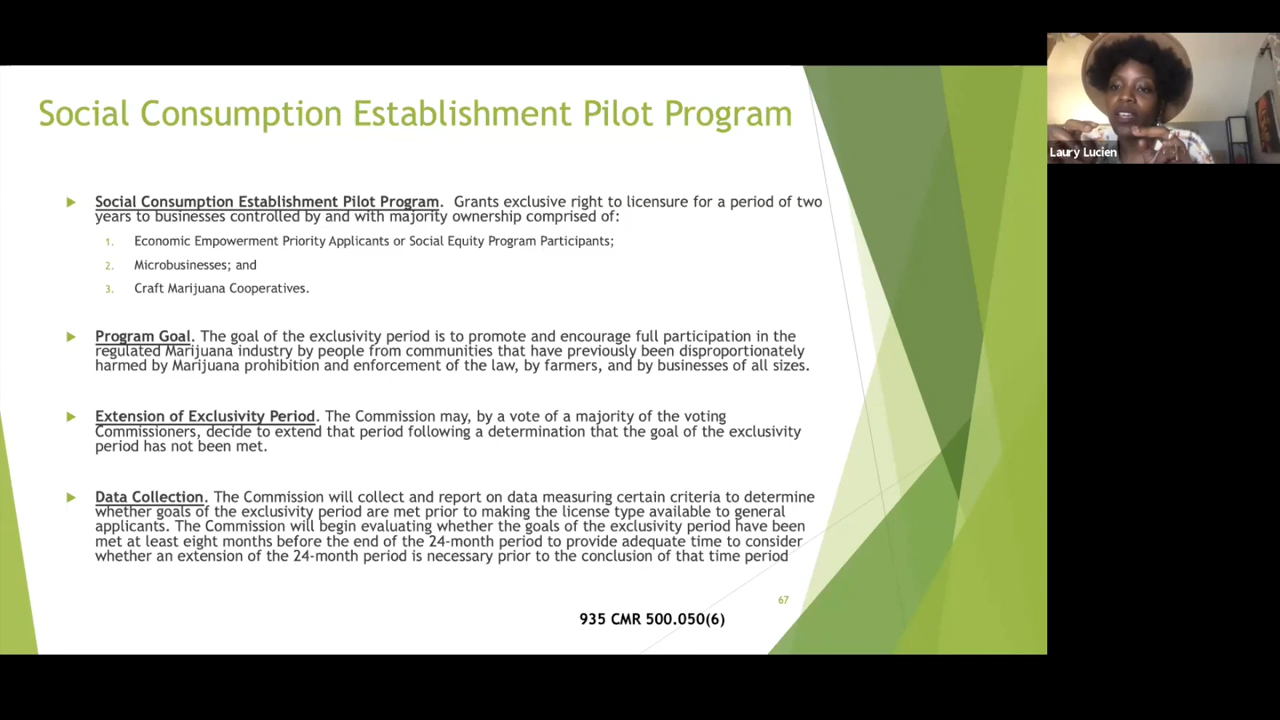 Social Consumption Establishment Pilot Program
Social Consumption Establishment Pilot Program. Grants exclusive right to licensure for a period of two
years to businesses controlled by and with majority ownership comprised of:
1. Economic Empowerment Priority Applicants or Social Equity Program Participants;
2. Microbusinesses; and
3. Craft Marijuana Cooperatives.
Program Goal. The goal of the exclusivity period is to promote and encourage full participation in the
regulated Marijuana industry by people from communities that have previously been disproportionately
harmed by Marijuana prohibition and enforcement of the law, by farmers, and by businesses of all sizes.
Extension of Exclusivity Period. The Commission may, by a vote of a majority of the voting
Commissioners, decide to extend that period following a determination that the goal of the exclusivity
period has not been met.
Data Collection. The Commission will collect and report on data measuring certain criteria to determine
whether goals of the exclusivity period are met prior to making the license type available to general
applicants. The Commission will begin evaluating whether the goals of the exclusivity period have been
met at least eight months before the end of the 24-month period to provide adequate time to consider
whether an extension of the 24-month period is necessary prior to the conclusion of that time period
67
935 CMR 500.050(6)
Laury Lucien